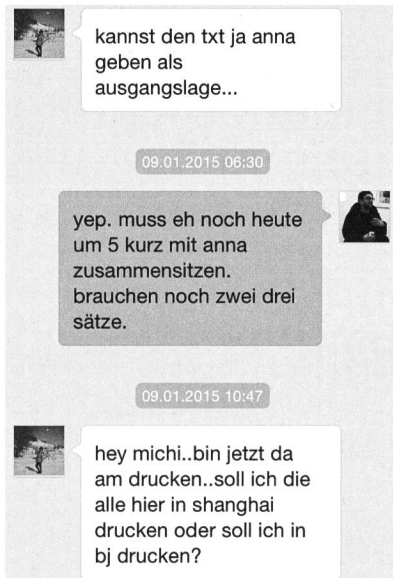 kannst den txt ja anna
geben als
ausgangslage...
09.01.2015 06:30
yep. muss eh noch heute
um 5 kurz mit anna
zusammensitzen.
brauchen noch zwei drei
sätze.
09.01.2015 10:47
hey michi..bin jetzt da
am drucken..soll ich die
alle hier in shanghai
drucken oder soll ich in
bj drucken?